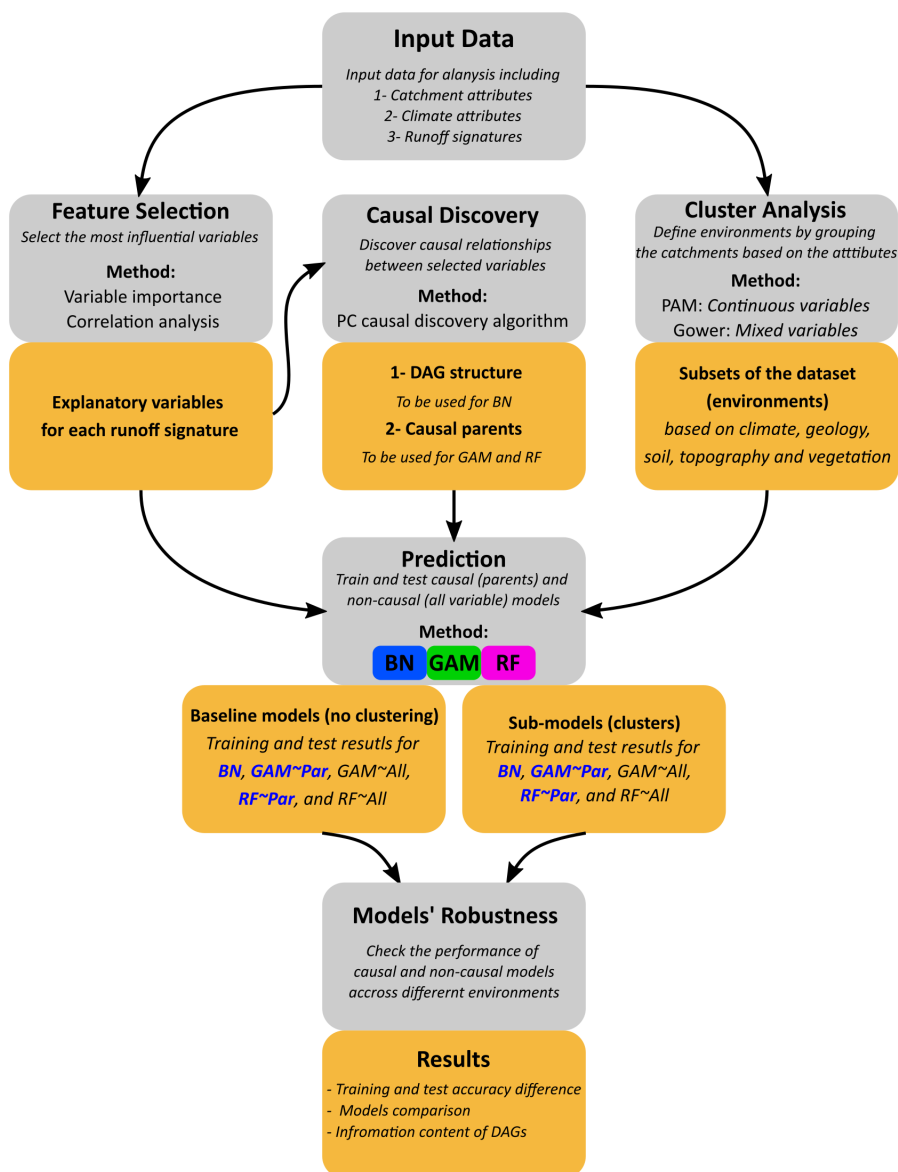 Input Data
Input data for alanysis including
1- Catchment attributes
2- Climate attributes
3- Runoff signatures
Feature Selection
Select the most influential variables
Method:
Variable importance
Correlation analysis
Explanatory variables
for each runoff signature
Causal Discovery
Discover causal relationships
between selected variables
Method:
PC causal discovery algorithm
1- DAG structure
To be used for BN
2- Causal parents
To be used for GAM and RF
Cluster Analysis
Define environments by grouping
the catchments based on the attibutes
Method:
PAM: Continuous variables
Gower: Mixed variables
Subsets of the dataset
(environments)
based on climate, geology,
soil, topography and vegetation
Prediction
Train and test causal (parents) and
non-causal (all variable) models
Method:
BN GAM RF
Baseline models (no clustering)
Training and test resutls for
BN, GAM~Par, GAM~All,
RF~Par, and RF~All
Sub-models (clusters)
Training and test resutls for
BN, GAM~Par, GAM~All,
RF~Par, and RF~All
Models' Robustness
Check the performance of
causal and non-causal models
accross differernt environments
Results
- Training and test accuracy difference
- Models comparison
- Infromation content of DAGs